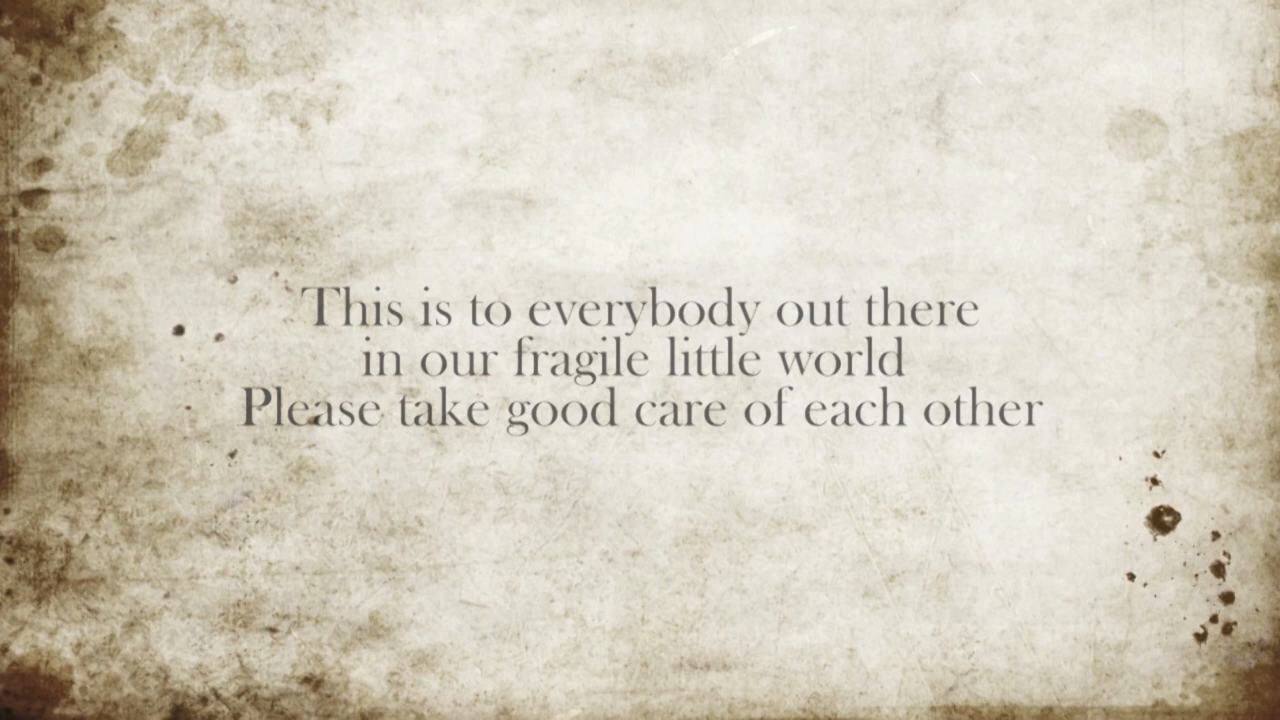 This is to everybody out there
in our fragile little world
Please take good care of each other